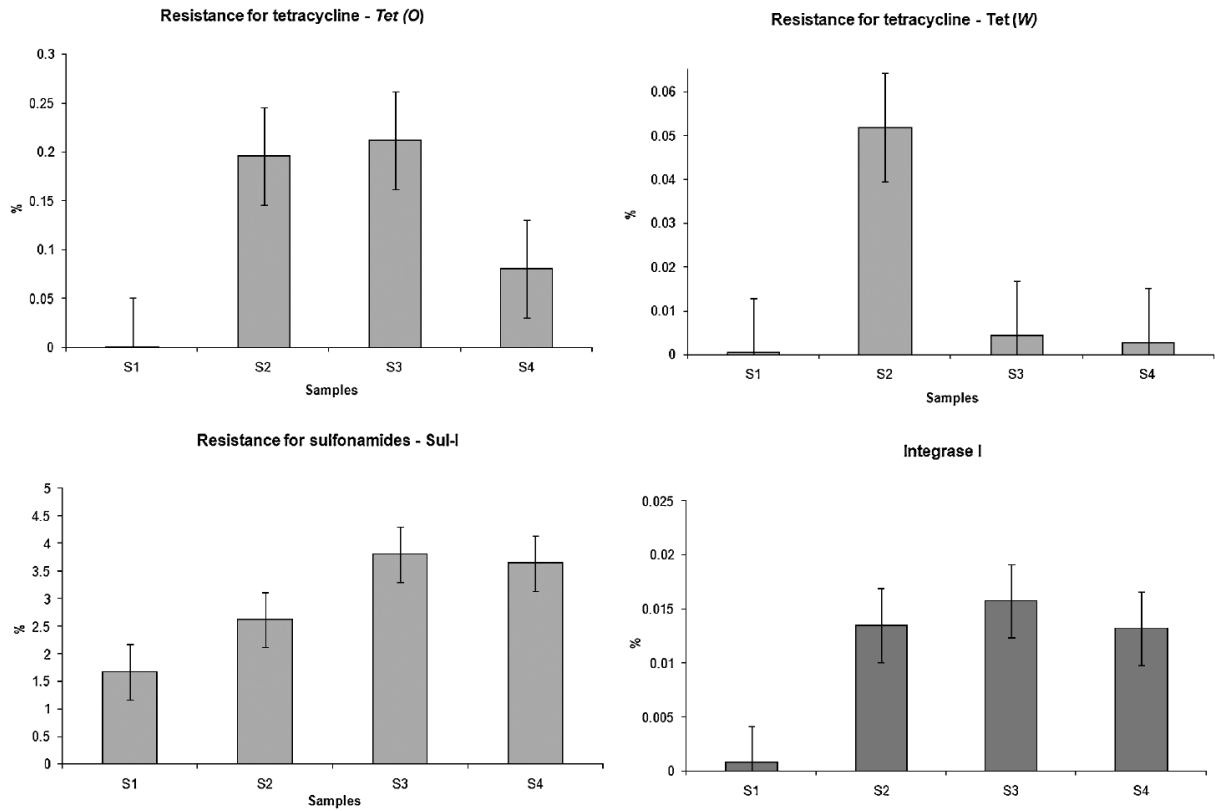 Resistance for tetracycline - Tet (O)
0.3
0.25
0.2
0.15
0.1
0.05
0
%
S1 S2 S3 S4
Samples
Resistance for tetracycline - Tet (W)
0.06
0.05
0.04
0.03
0.02
0.01
0
%
S1 S2 S3 S4
Samples
Resistance for sulfonamides - Sul-I
5
4.5
4
3.5
3
2.5
2
1.5
1
0.5
0
%
S1 S2 S3 S4
Samples
Integrase I
0.025
0.02
0.015
0.01
0.005
0
%
S1 S2 S3 S4
Samples